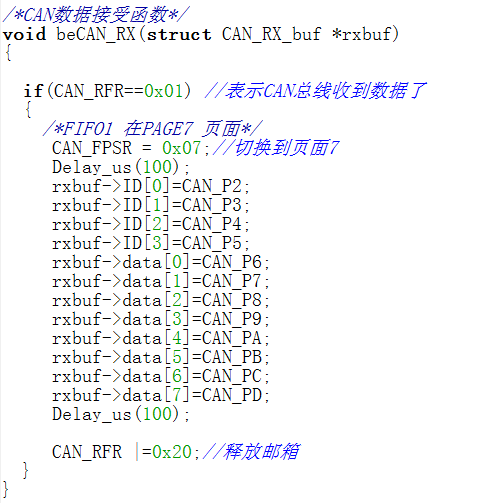 /*CAN数据接受函数*/
void beCAN_RX(struct CAN_RX_buf *rxbuf)
{
if(CAN_RFR==0x01) //表示CAN总线收到数据了
{
/*FIFO1 在PAGE7 页面*/
CAN_FPSR = 0x07;//切换到页面7
Delay_us(100);
rxbuf->ID[0]=CAN_P2;
rxbuf->ID[1]=CAN_P3;
rxbuf->ID[2]=CAN_P4;
rxbuf->ID[3]=CAN_P5;
rxbuf->data[0]=CAN_P6;
rxbuf->data[1]=CAN_P7;
rxbuf->data[2]=CAN_P8;
rxbuf->data[3]=CAN_P9;
rxbuf->data[4]=CAN_PA;
rxbuf->data[5]=CAN_PB;
rxbuf->data[6]=CAN_PC;
rxbuf->data[7]=CAN_PD;
Delay_us(100);
CAN_RFR |=0x20;//释放邮箱
}
}